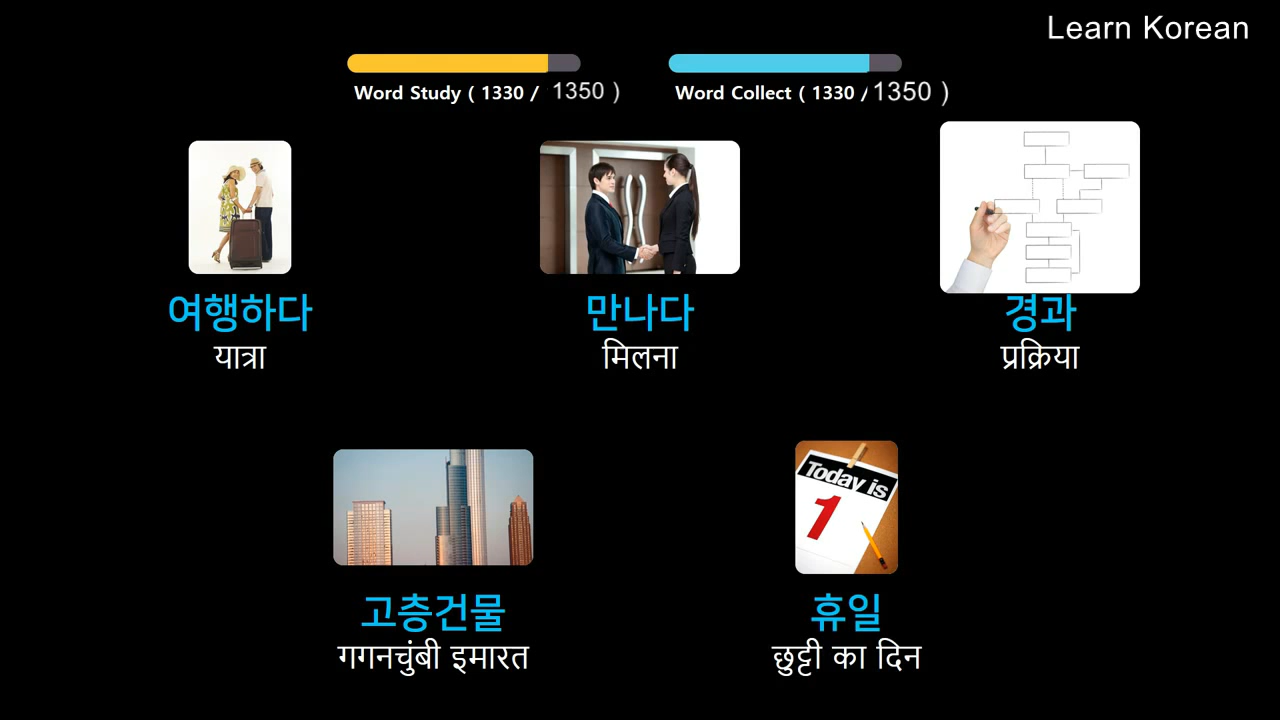 Learn Korean
Word Study ( 1330 / 1350 )
Word Collect ( 1330 / 1350 )
여행하다
यात्रा
만나다
मिलना
경과
प्रक्रिया
Today is
1
고층건물
गगनचुंबी इमारत
휴일
छुट्टी का दिन